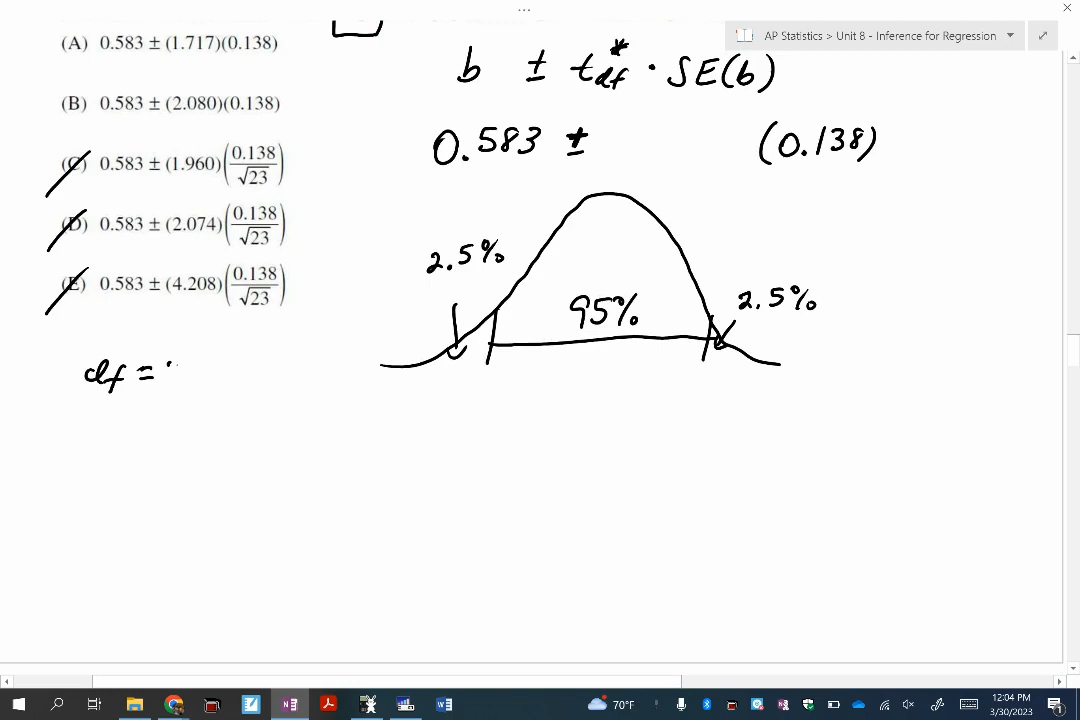 ...
AP Statistics > Unit 8 - Inference for Regression
(A) 0.583 ± (1.717)(0.138)
(B) 0.583 ± (2.080)(0.138)
(C) 0.583 ± (1.960)(0.138/√23)
(D) 0.583 ± (2.074)(0.138/√23)
(E) 0.583 ± (4.208)(0.138/√23)
b ± t*df · SE(b)
0.583 ± (0.138)
2.5%
95%
2.5%
df =
70°F
12:04 PM
3/30/2023